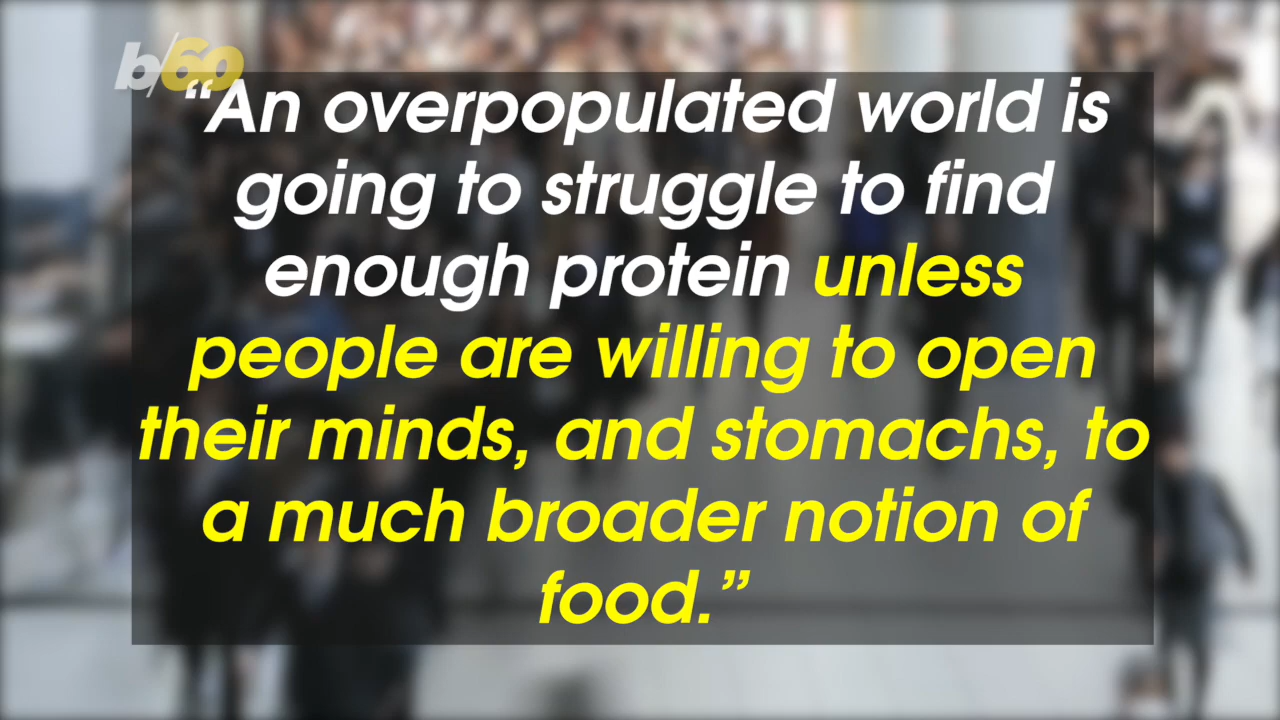 b/60
“An overpopulated world is
going to struggle to find
enough protein unless
people are willing to open
their minds, and stomachs, to
a much broader notion of
food.”